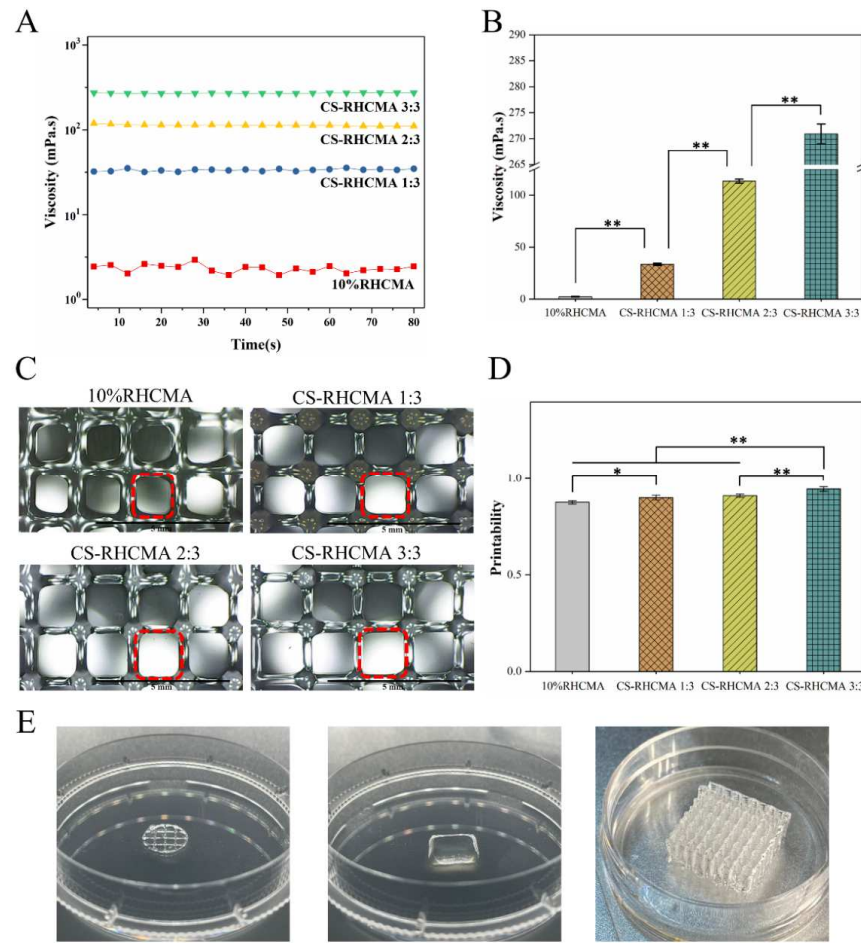 A
Viscosity (mPa.s)
10³
10²
10¹
10⁰
CS-RHCMA 3:3
CS-RHCMA 2:3
CS-RHCMA 1:3
10%RHCMA
10 20 30 40 50 60 70 80
Time(s)
B
Viscosity (mPa.s)
290
285
280
275
270
265
100
50
0
** ** **
10%RHCMA CS-RHCMA 1:3 CS-RHCMA 2:3 CS-RHCMA 3:3
C
10%RHCMA CS-RHCMA 1:3
5 mm 5 mm
CS-RHCMA 2:3 CS-RHCMA 3:3
5 mm 5 mm
D
Printability
1.0
0.5
0.0
**
* **
10%RHCMA CS-RHCMA 1:3 CS-RHCMA 2:3 CS-RHCMA 3:3
E